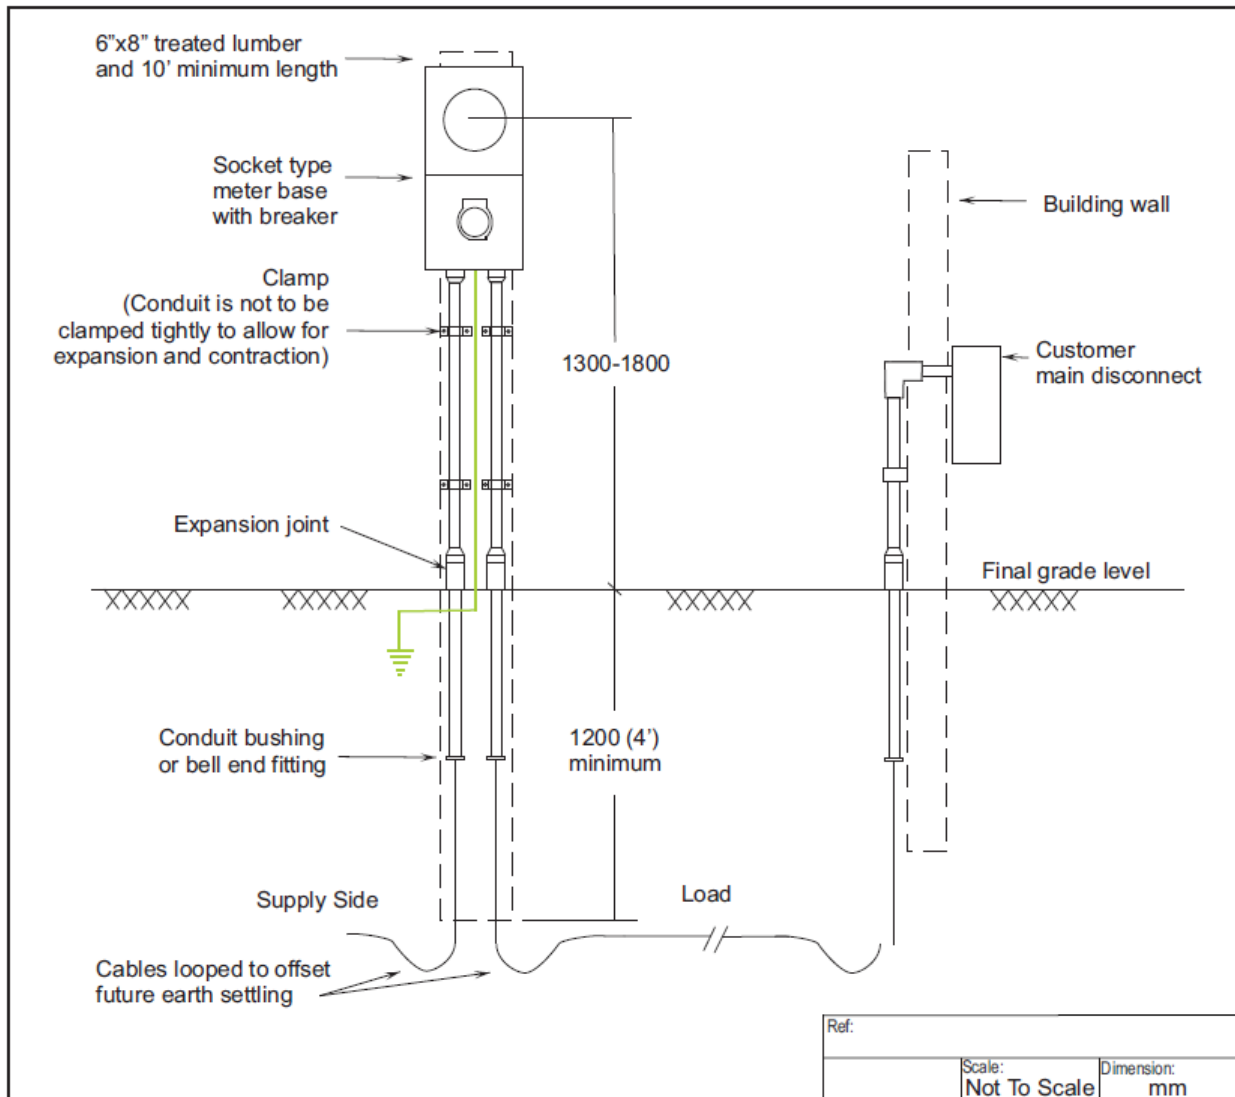 6"x8" treated lumber
and 10' minimum length
Socket type
meter base
with breaker
Building wall
Clamp
(Conduit is not to be
clamped tightly to allow for
expansion and contraction)
1300-1800
Customer
main disconnect
Expansion joint
Final grade level
Conduit bushing
or bell end fitting
1200 (4')
minimum
Supply Side
Load
Cables looped to offset
future earth settling
Ref:
Scale:
Not To Scale
Dimension:
mm